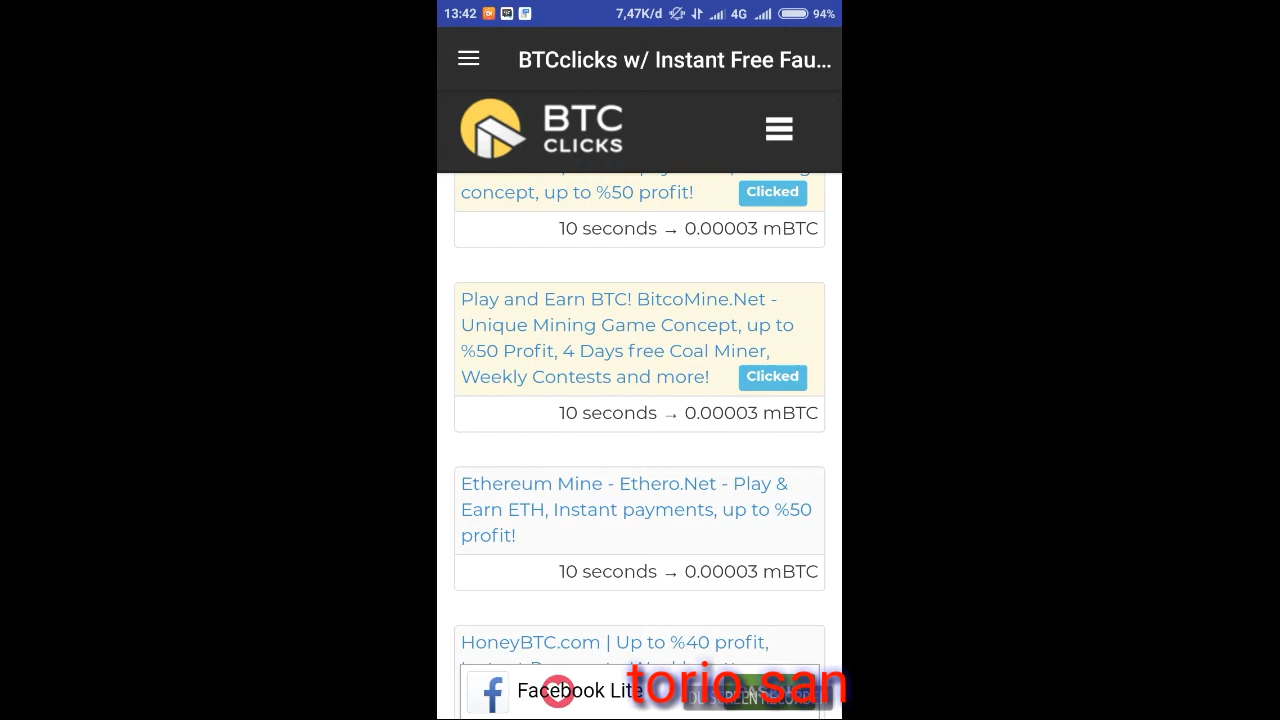 13:42 7,47K/d 4G 94%
BTCclicks w/ Instant Free Fau...
BTC
CLICKS
concept, up to %50 profit! Clicked
10 seconds → 0.00003 mBTC
Play and Earn BTC! BitcoMine.Net -
Unique Mining Game Concept, up to
%50 Profit, 4 Days free Coal Miner,
Weekly Contests and more! Clicked
10 seconds → 0.00003 mBTC
Ethereum Mine - Ethero.Net - Play &
Earn ETH, Instant payments, up to %50
profit!
10 seconds → 0.00003 mBTC
HoneyBTC.com | Up to %40 profit,
Facebook Lite
torio san
DU SCREEN RECORDER